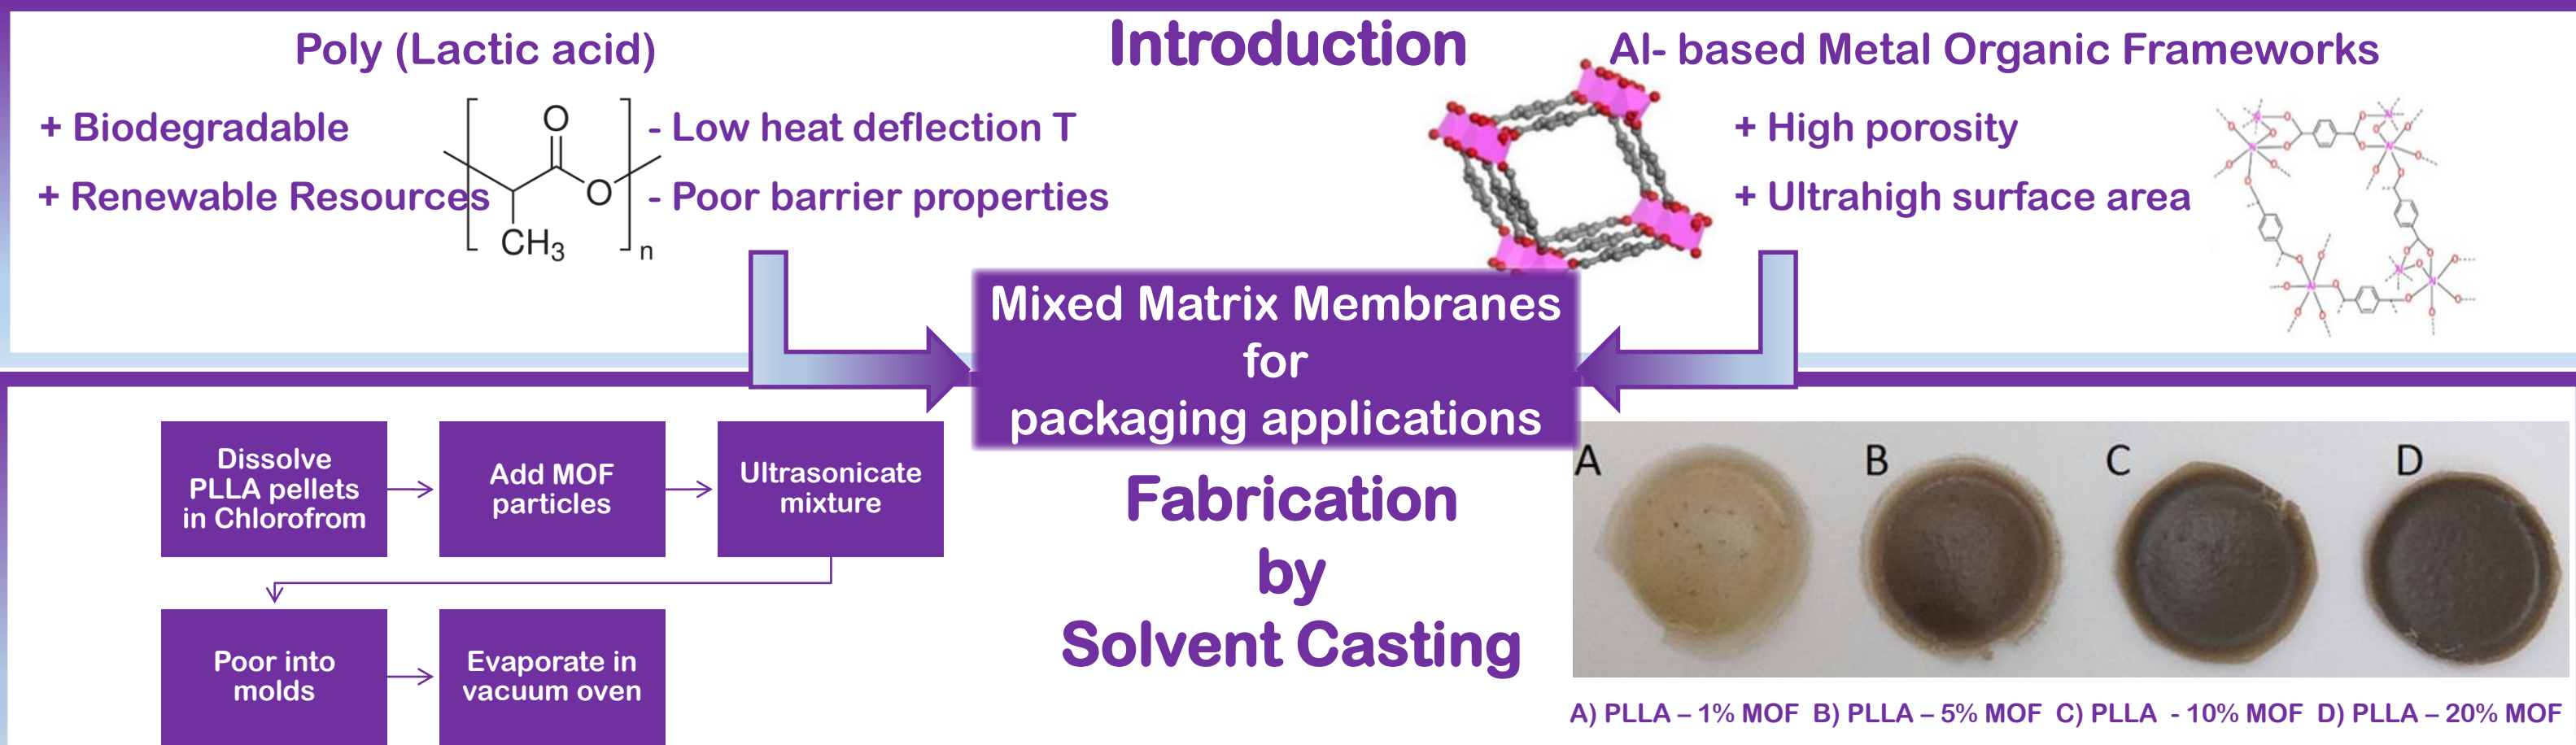 Introduction
Poly (Lactic acid)
+ Biodegradable
+ Renewable Resources
O
O
CH3
n
- Low heat deflection T
- Poor barrier properties
Al- based Metal Organic Frameworks
+ High porosity
+ Ultrahigh surface area
Mixed Matrix Membranes
for
packaging applications
Dissolve
PLLA pellets
in Chlorofrom
Add MOF
particles
Ultrasonicate
mixture
Poor into
molds
Evaporate in
vacuum oven
Fabrication
by
Solvent Casting
A
B
C
D
A) PLLA – 1% MOF B) PLLA – 5% MOF C) PLLA - 10% MOF D) PLLA – 20% MOF